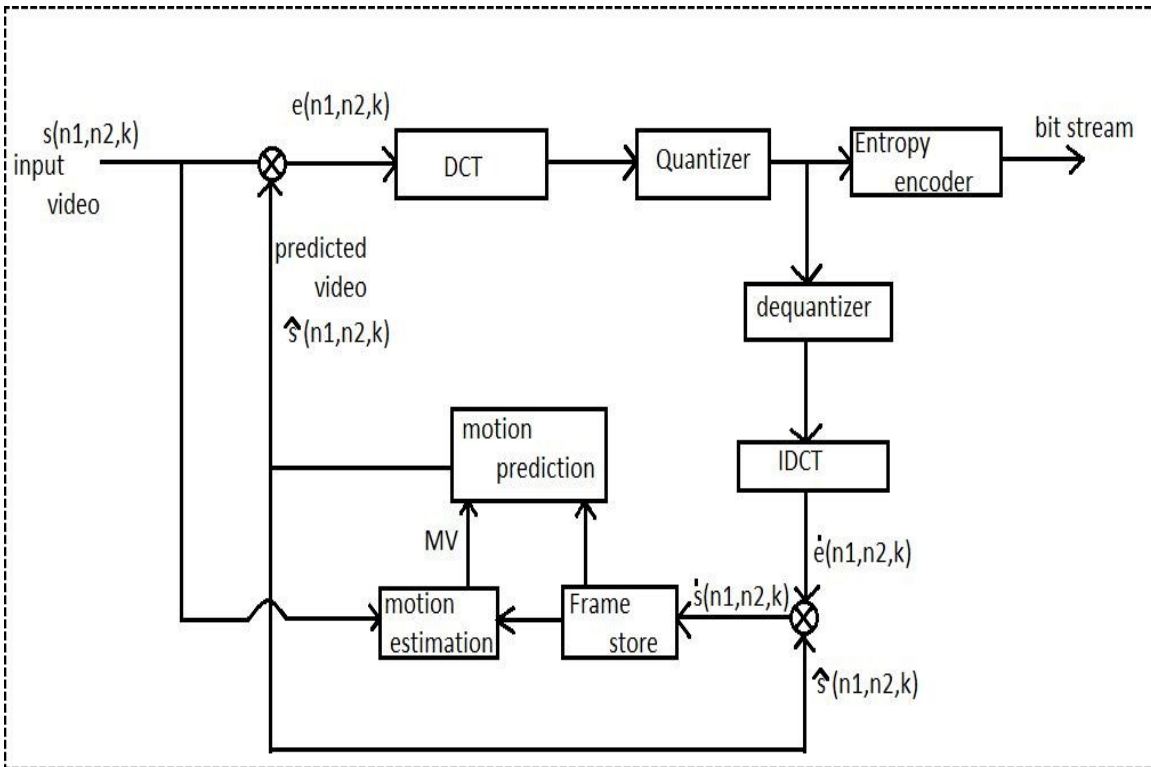 s(n1,n2,k)
input
video
e(n1,n2,k)
DCT
Quantizer
Entropy
encoder
bit stream
predicted
video
ŝ(n1,n2,k)
dequantizer
IDCT
motion
prediction
MV
ė(n1,n2,k)
motion
estimation
Frame
store
ṡ(n1,n2,k)
ŝ(n1,n2,k)